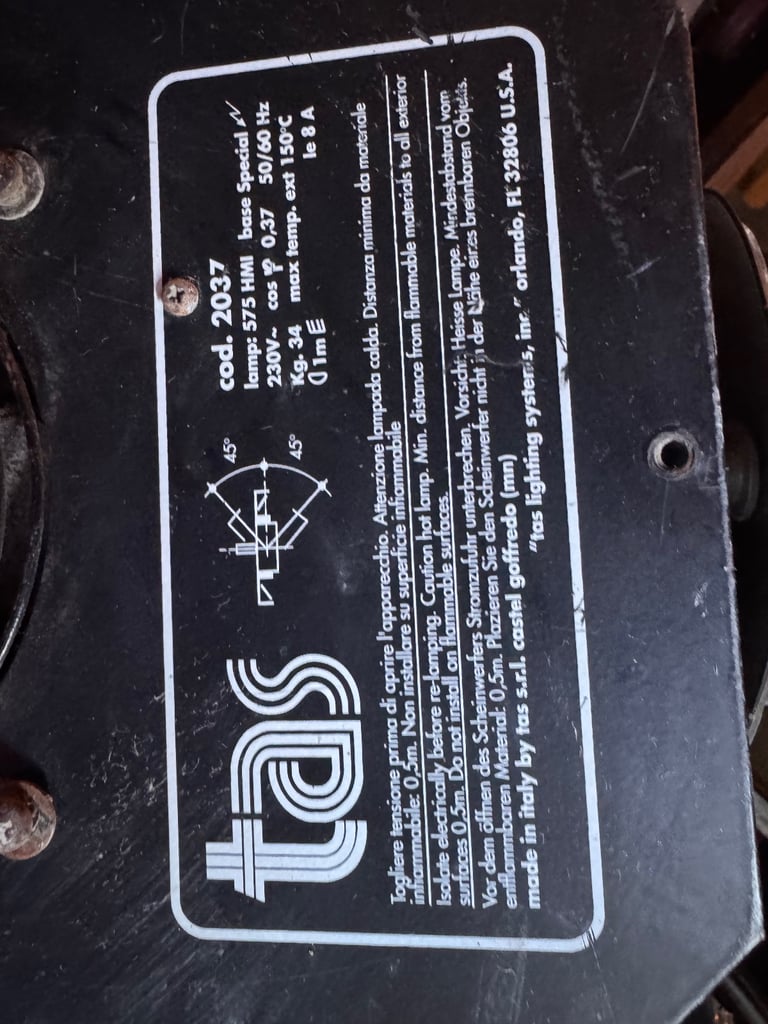 tas
45°
45°
cod. 2037
lamp: 575 HMI base Special
230V~ cos φ 0,37 50/60 Hz
Kg. 34 max temp. ext 150°C
1m E Ie 8 A
Togliere tensione prima di aprire l'apparecchio. Attenzione lampada calda. Distanza minima da materiale
infiammabile: 0,5m. Non installare su superficie infiammabile
Isolate electrically before re-lamping. Caution hot lamp. Min. distance from flammable materials to all exterior
surfaces 0.5m. Do not install on flammable surfaces.
Vor dem öffnen des Scheinwerfers Stromzufuhr unterbrechen. Vorsicht: Heisse Lampe. Mindestabstand vom
entflammbaren Material: 0,5m. Plazieren Sie den Scheinwerfer nicht in der Nähe eines brennbaren Objekts.
made in italy by tas s.r.l. castel goffredo (mn)
"tas lighting systems, inc." orlando, FL 32806 U.S.A.